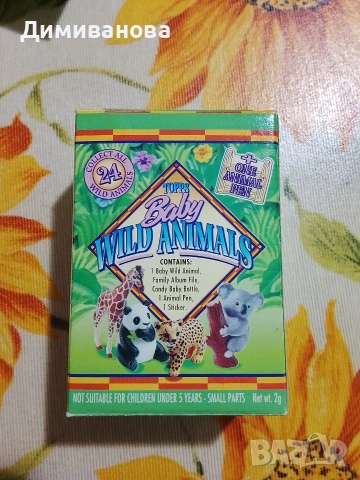 Димиванова
COLLECT ALL
24
WILD ANIMALS
+
ONE
ANIMAL
PEN
TOPPS
Baby
WILD ANIMALS
CONTAINS:
1 Baby Wild Animal,
Family Album File,
Candy Baby Bottle,
1 Animal Pen,
1 Sticker.
NOT SUITABLE FOR CHILDREN UNDER 5 YEARS - SMALL PARTS Net wt. 2g
BAZAR